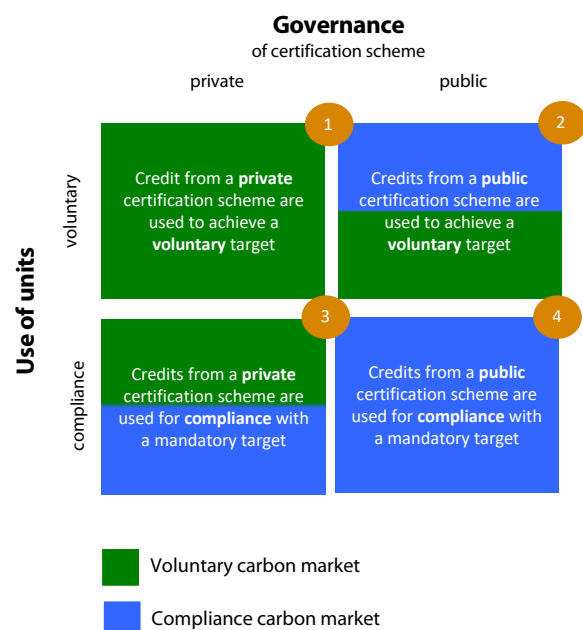 Governance
of certification scheme
private
public
1
2
Use of units
voluntary
Credit from a private
certification scheme are
used to achieve a
voluntary target
Credits from a public
certification scheme are
used to achieve a
voluntary target
3
4
compliance
Credits from a private
certification scheme are
used for compliance with
a mandatory target
Credits from a public
certification scheme are
used for compliance with
a mandatory target
Voluntary carbon market
Compliance carbon market